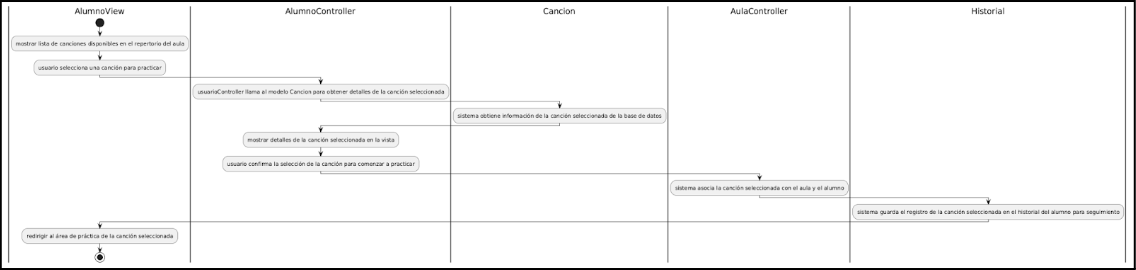 AlumnoView
AlumnoController
Cancion
AulaController
Historial
mostrar lista de canciones disponibles en el repertorio del aula
usuario selecciona una canción para practicar
usuarioController llama al modelo Cancion para obtener detalles de la canción seleccionada
sistema obtiene información de la canción seleccionada de la base de datos
mostrar detalles de la canción seleccionada en la vista
usuario confirma la selección de la canción para comenzar a practicar
sistema asocia la canción seleccionada con el aula y el alumno
sistema guarda el registro de la canción seleccionada en el historial del alumno para seguimiento
redirigir al área de práctica de la canción seleccionada